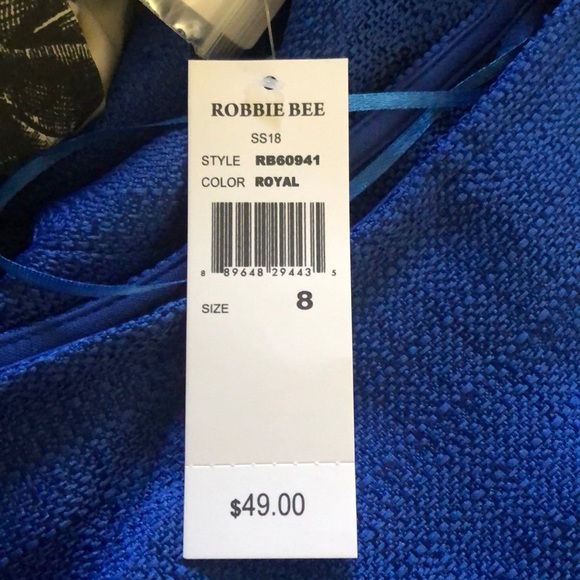 ROBBIE BEE
SS18
STYLE RB60941
COLOR ROYAL
8 89648 29443 5
SIZE 8
$49.00